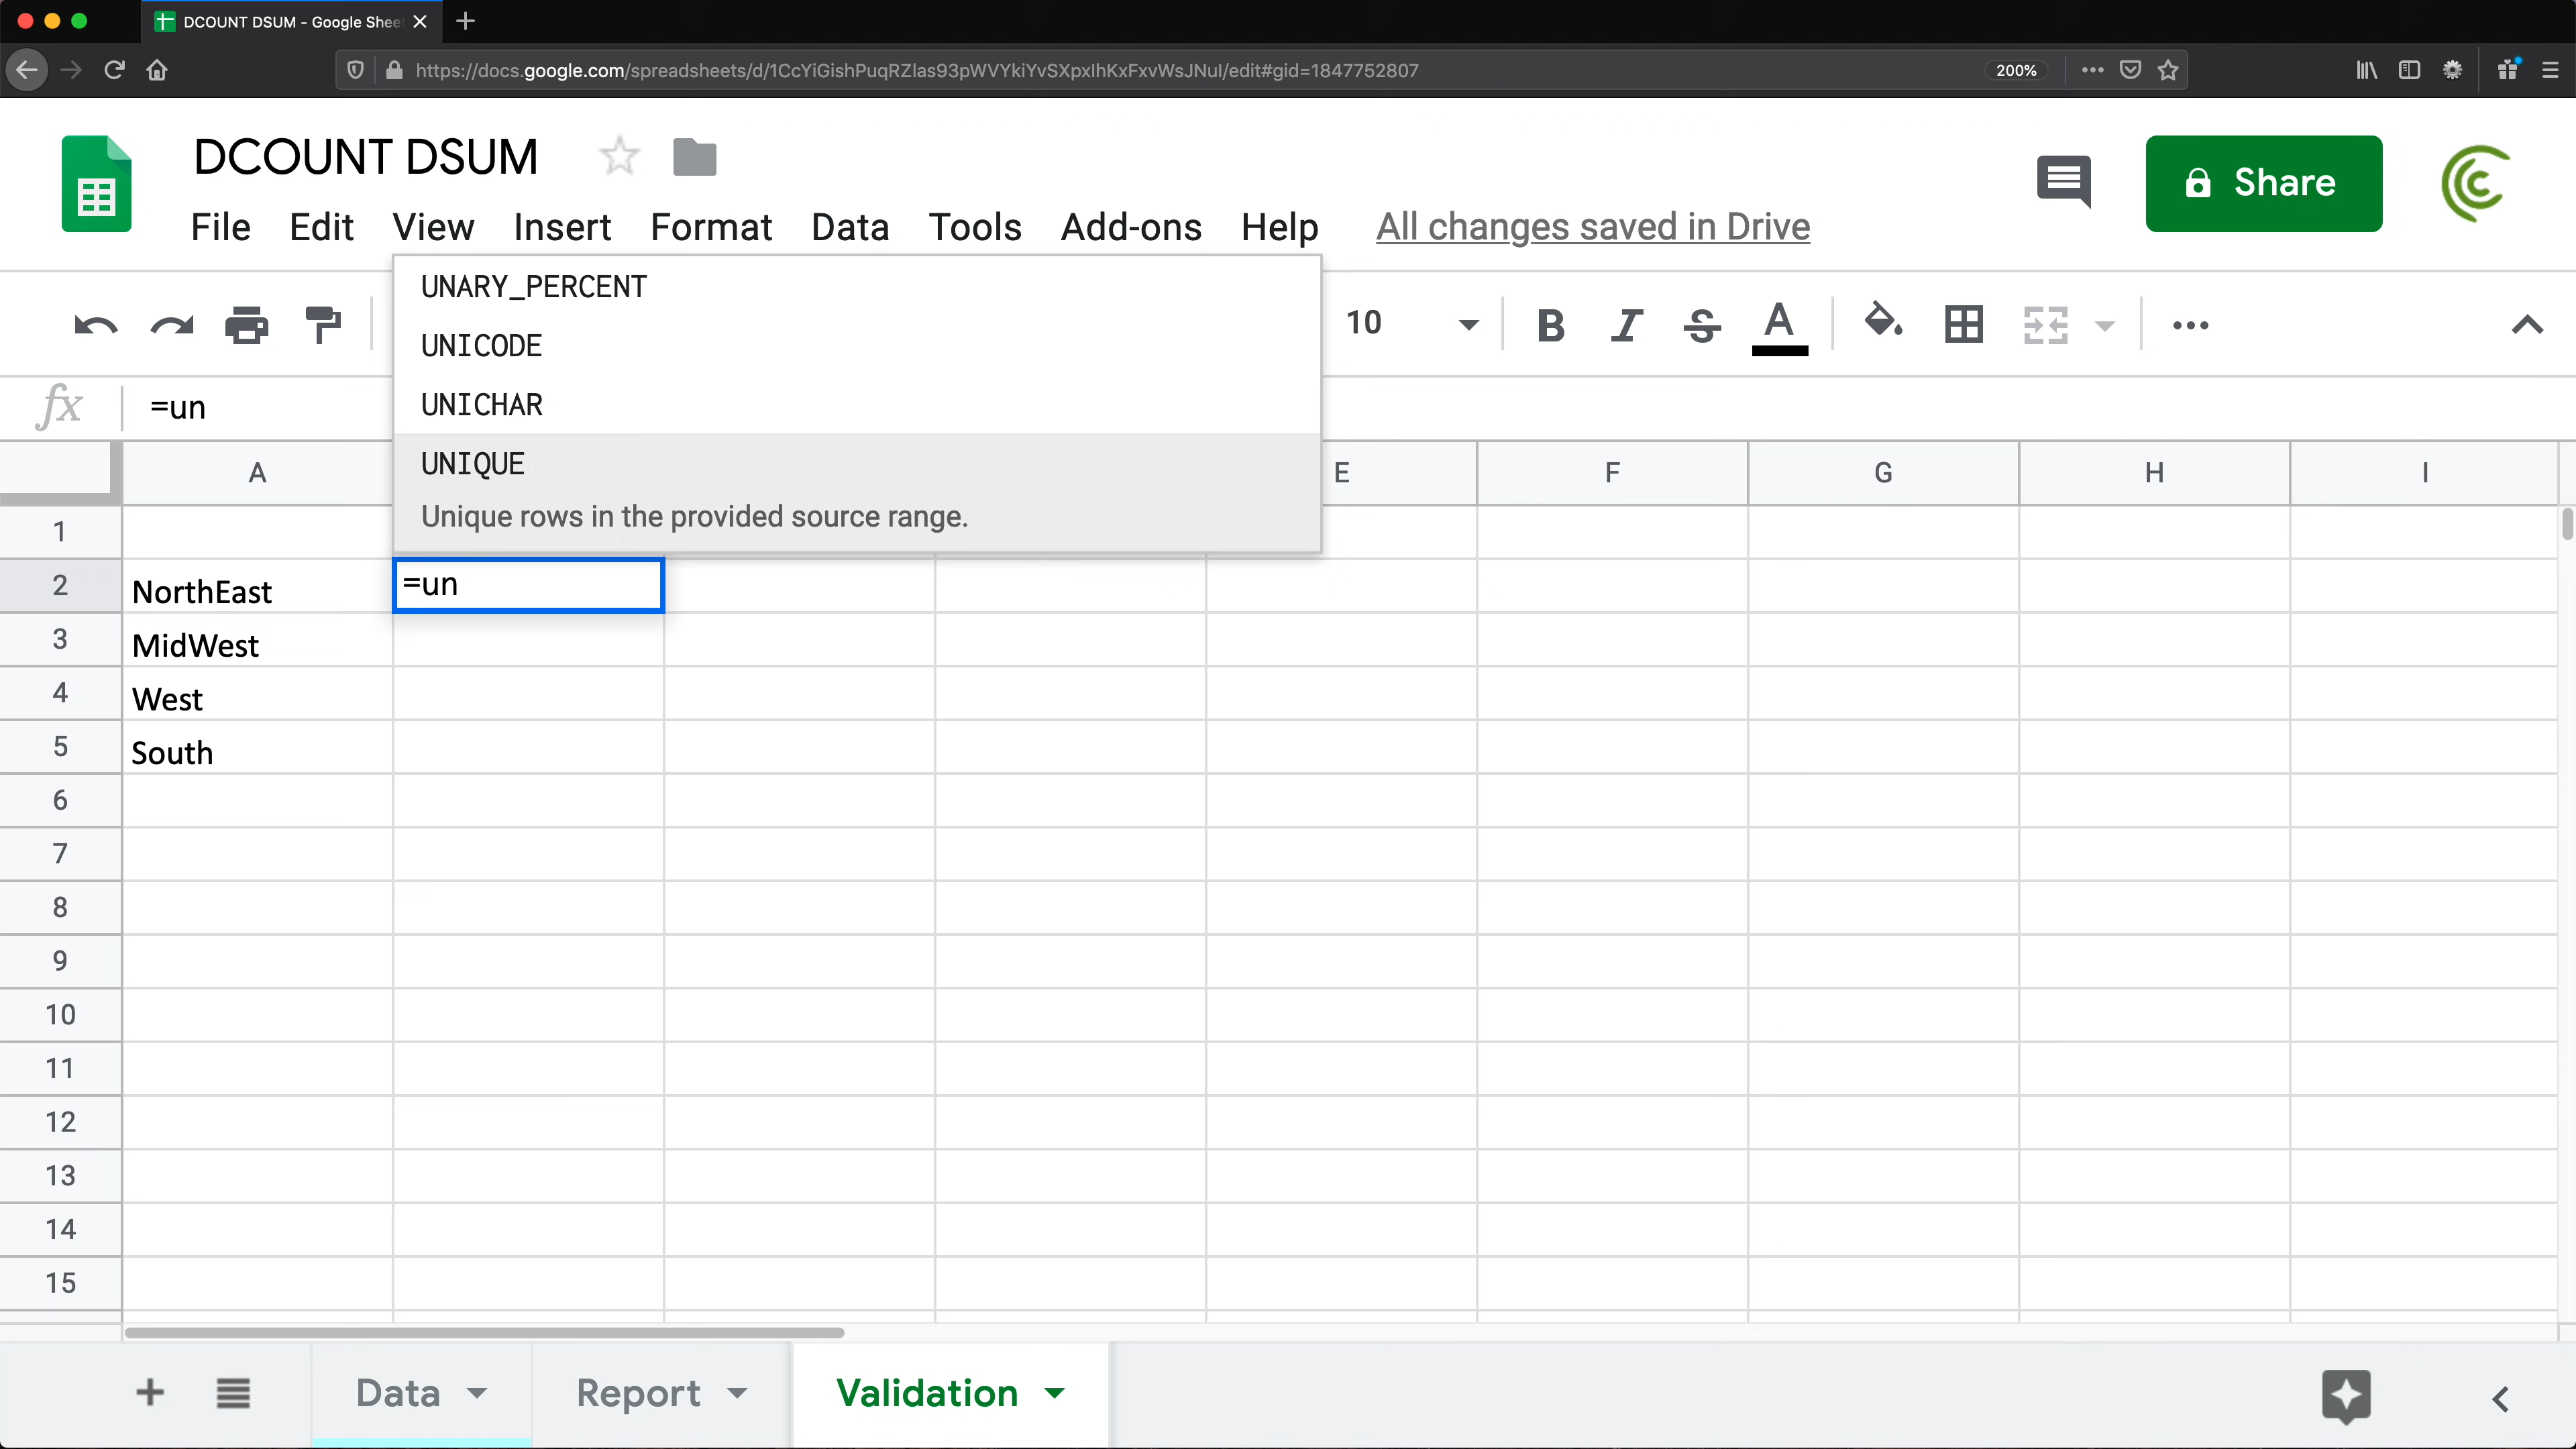 DCOUNT DSUM - Google Shee
https://docs.google.com/spreadsheets/d/1CcYiGishPuqRZlas93pWVYkiYvSXpxlhKxFxvWsJNuI/edit#gid=1847752807
200%
DCOUNT DSUM
Share
File Edit View Insert Format Data Tools Add-ons Help All changes saved in Drive
UNARY_PERCENT
10 B I S A
UNICODE
fx =un
UNICHAR
UNIQUE
Unique rows in the provided source range.
A E F G H I
1
2 NorthEast =un
3 MidWest
4 West
5 South
6
7
8
9
10
11
12
13
14
15
Data Report Validation